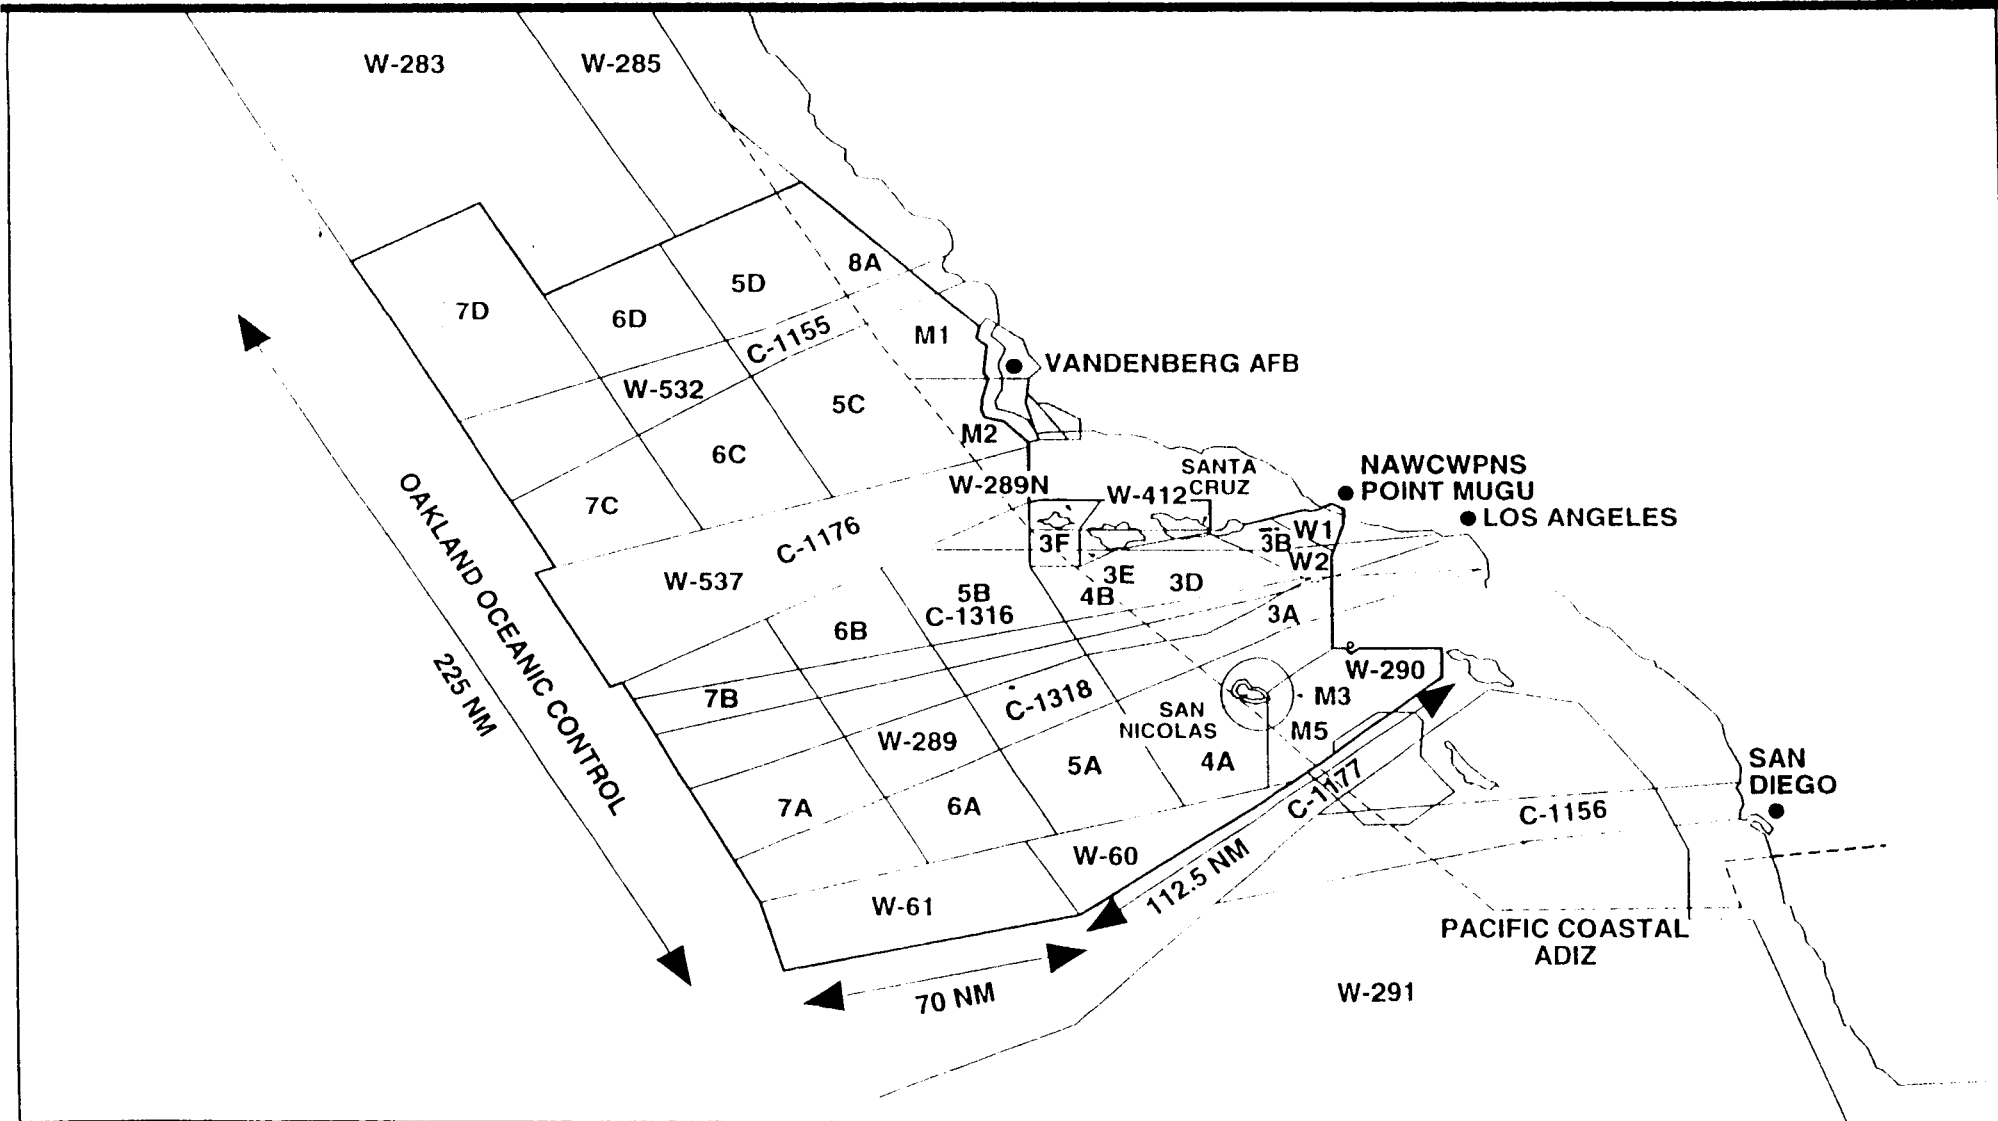 W-283
W-285
8A
5D
7D
6D
C-1155
M1
VANDENBERG AFB
W-532
5C
M2
6C
SANTA
CRUZ
NAWCWPNS
POINT MUGU
W-289N
W-412
LOS ANGELES
7C
C-1176
3F
3B
W1
W2
W-537
3E
3D
4B
5B
C-1316
3A
6B
OAKLAND OCEANIC CONTROL
225 NM
W-290
7B
C-1318
M3
SAN
NICOLAS
M5
W-289
5A
4A
SAN
DIEGO
C-1177
7A
6A
C-1156
W-60
112.5 NM
W-61
PACIFIC COASTAL
ADIZ
70 NM
W-291